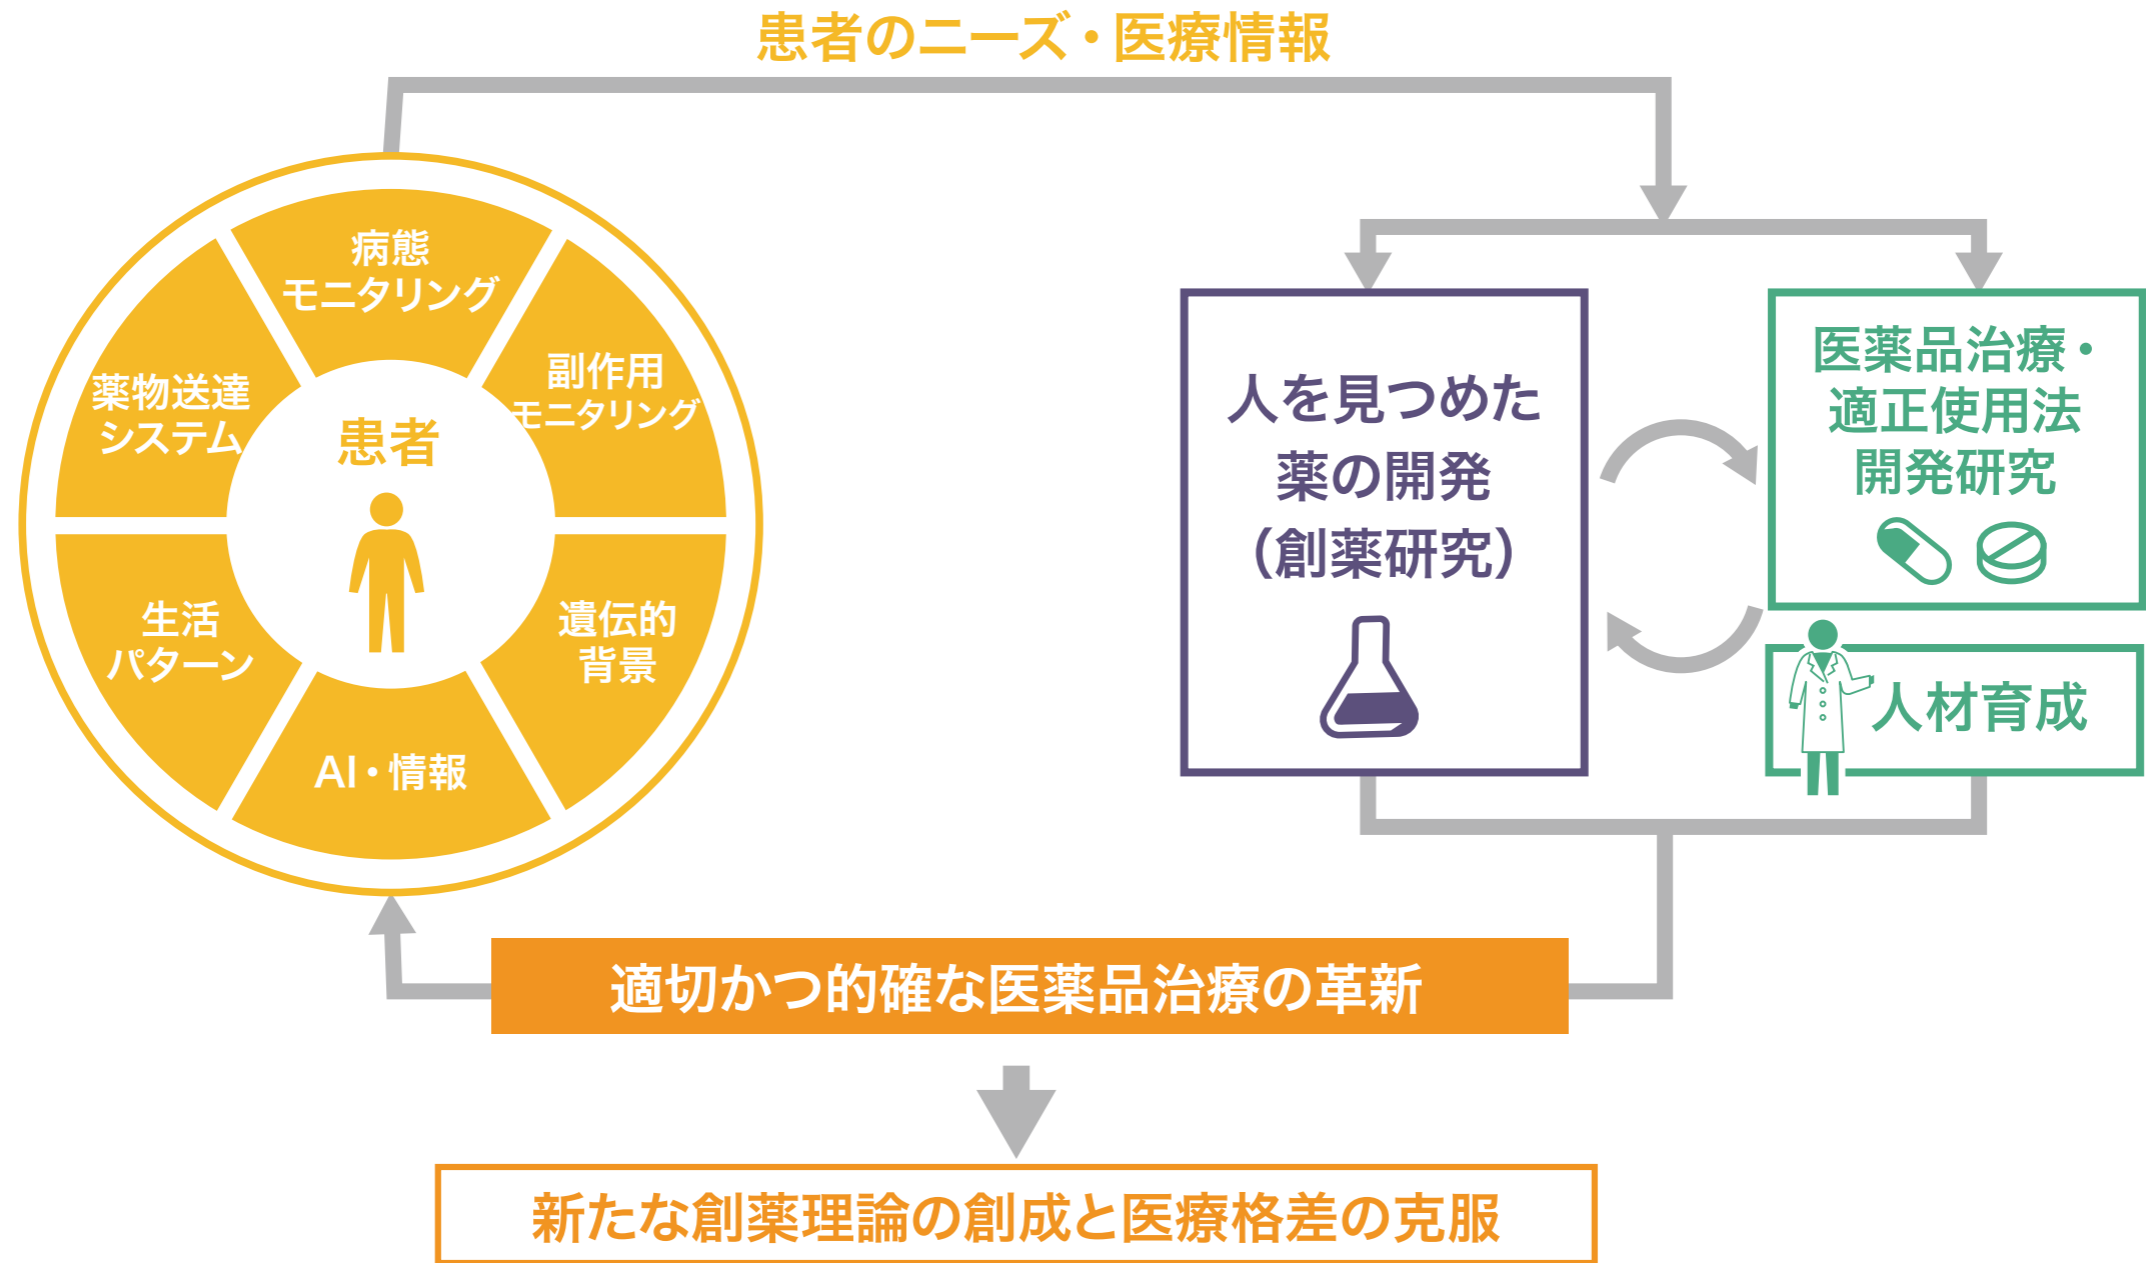 患者のニーズ・医療情報
病態
モニタリング
副作用
モニタリング
薬物送達
システム
患者
生活
パターン
遺伝的
背景
AI・情報
人を見つめた
薬の開発
（創薬研究）
医薬品治療・
適正使用法
開発研究
人材育成
適切かつ的確な医薬品治療の革新
新たな創薬理論の創成と医療格差の克服